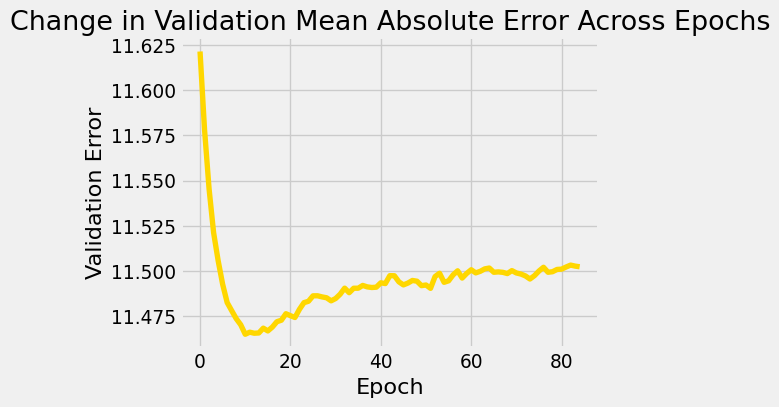 Change in Validation Mean Absolute Error Across Epochs
11.625
11.600
11.575
11.550
11.525
11.500
11.475
Validation Error
0 20 40 60 80
Epoch